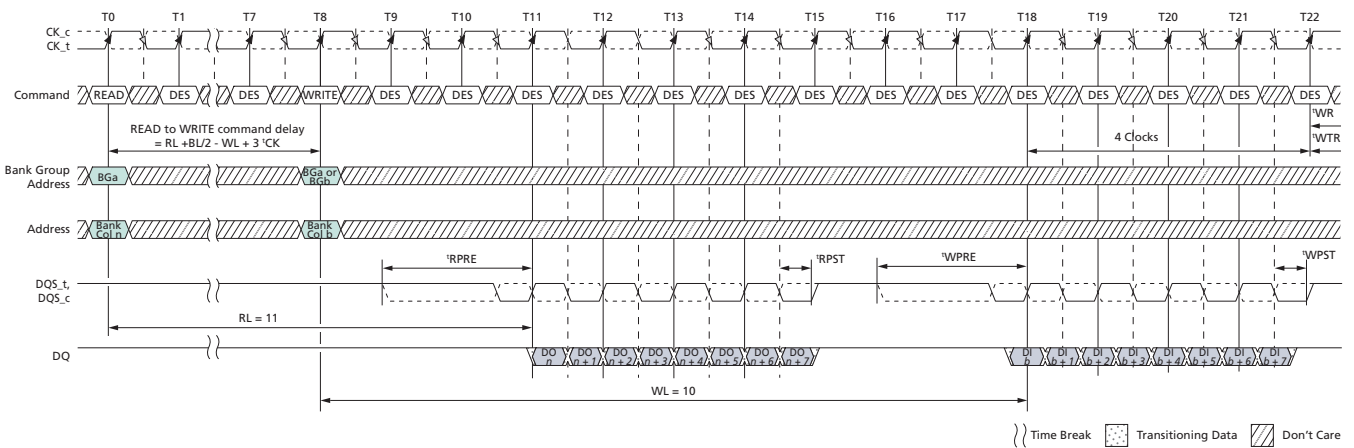 T0 T1 T7 T8 T9 T10 T11 T12 T13 T14 T15 T16 T17 T18 T19 T20 T21 T22
CK_c
CK_t
Command READ DES DES WRITE DES DES DES DES DES DES DES DES DES DES DES DES DES DES
tWR
READ to WRITE command delay
= RL +BL/2 - WL + 3 tCK
4 Clocks
tWTR
Bank Group
Address
BGa
BGa or
BGb
Address
Bank
Col n
Bank
Col b
tRPRE tRPST tWPRE tWPST
DQS_t,
DQS_c
RL = 11
DQ
DO
n
DO
n + 1
DO
n + 2
DO
n + 3
DO
n + 4
DO
n + 5
DO
n + 6
DO
n + 7
DI
b
DI
b + 1
DI
b + 2
DI
b + 3
DI
b + 4
DI
b + 5
DI
b + 6
DI
b + 7
WL = 10
Time Break Transitioning Data Don't Care